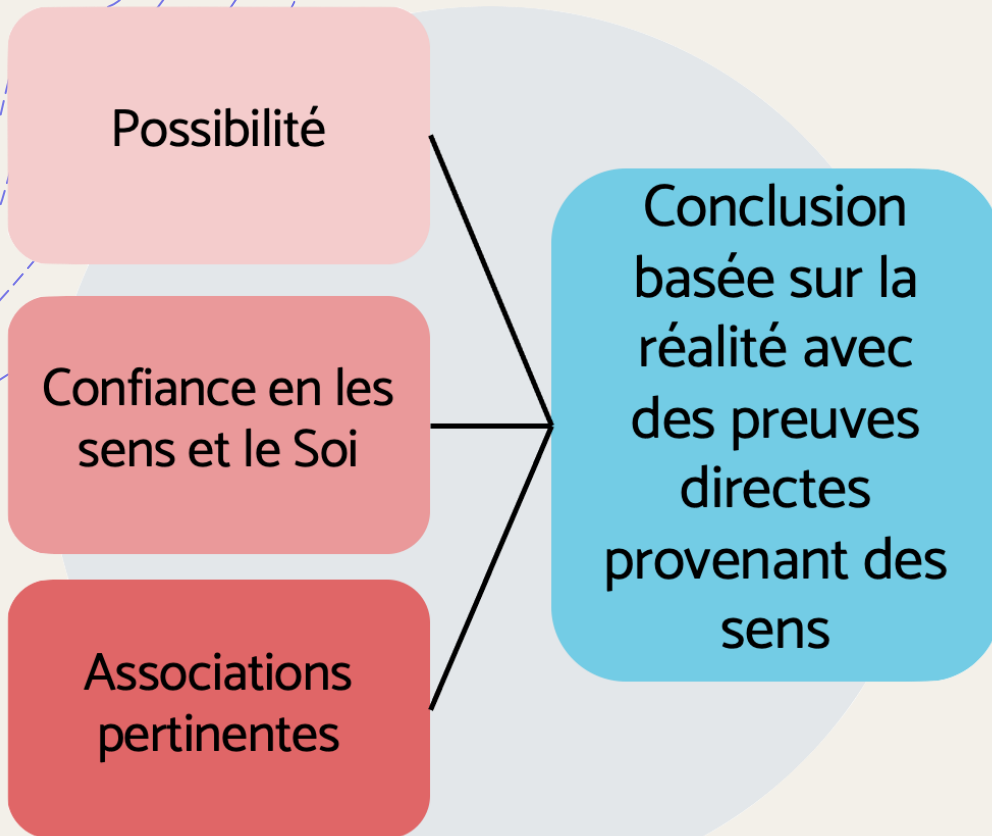 Possibilité
Confiance en les
sens et le Soi
Associations
pertinentes
Conclusion
basée sur la
réalité avec
des preuves
directes
provenant des
sens